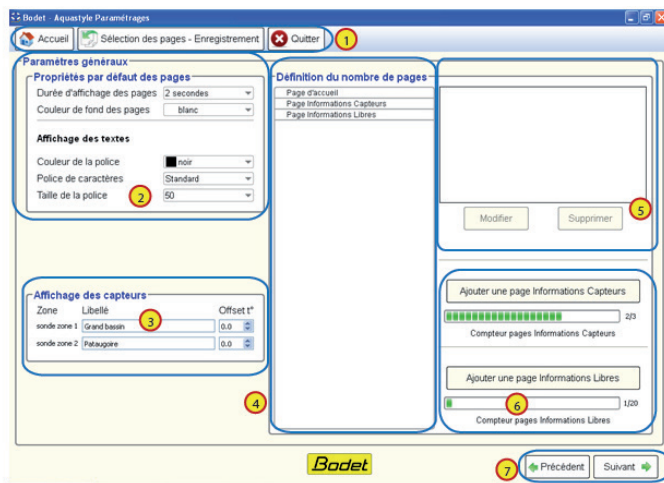 Bodet - Aquastyle Paramétrages
Accueil
Sélection des pages - Enregistrement
Quitter
1
Paramètres généraux
Propriétés par défaut des pages
Durée d'affichage des pages 2 secondes
Couleur de fond des pages blanc
Affichage des textes
Couleur de la police noir
Police de caractères Standard
Taille de la police 50
2
Affichage des capteurs
Zone Libellé Offset t°
sonde zone 1 Grand bassin 0.0
sonde zone 2 Pataugoire 0.0
3
Définition du nombre de pages
Page d'accueil
Page Informations Capteurs
Page Informations Libres
4
Modifier
Supprimer
5
Ajouter une page Informations Capteurs
2/3
Compteur pages Informations Capteurs
Ajouter une page Informations Libres
1/20
6
Compteur pages Informations Libres
Bodet
7
Précédent
Suivant